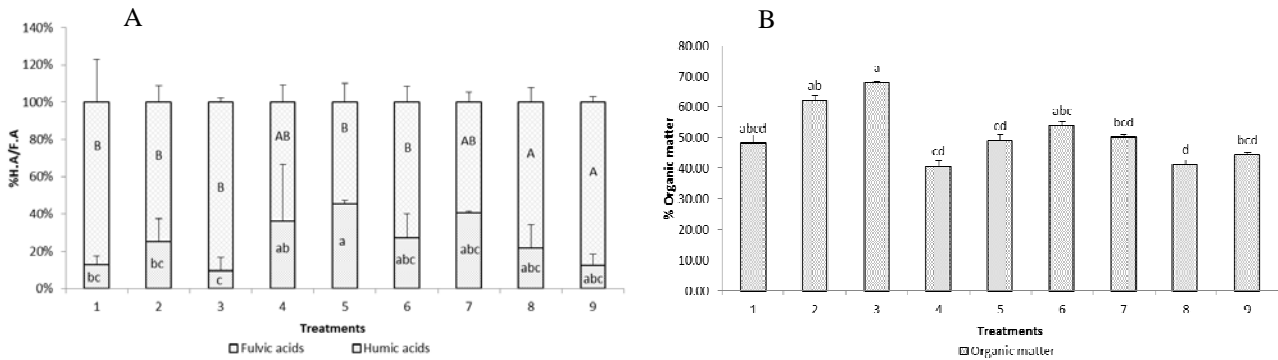 A
140%
120%
100%
80%
60%
40%
20%
0%
%H.A/F.A
B B B AB B B AB A A
bc bc c ab a abc abc abc abc
1 2 3 4 5 6 7 8 9
Treatments
Fulvic acids Humic acids
B
80.00
70.00
60.00
50.00
40.00
30.00
20.00
10.00
0.00
% Organic matter
abcd ab a cd cd abc bcd d bcd
1 2 3 4 5 6 7 8 9
Treatments
Organic matter